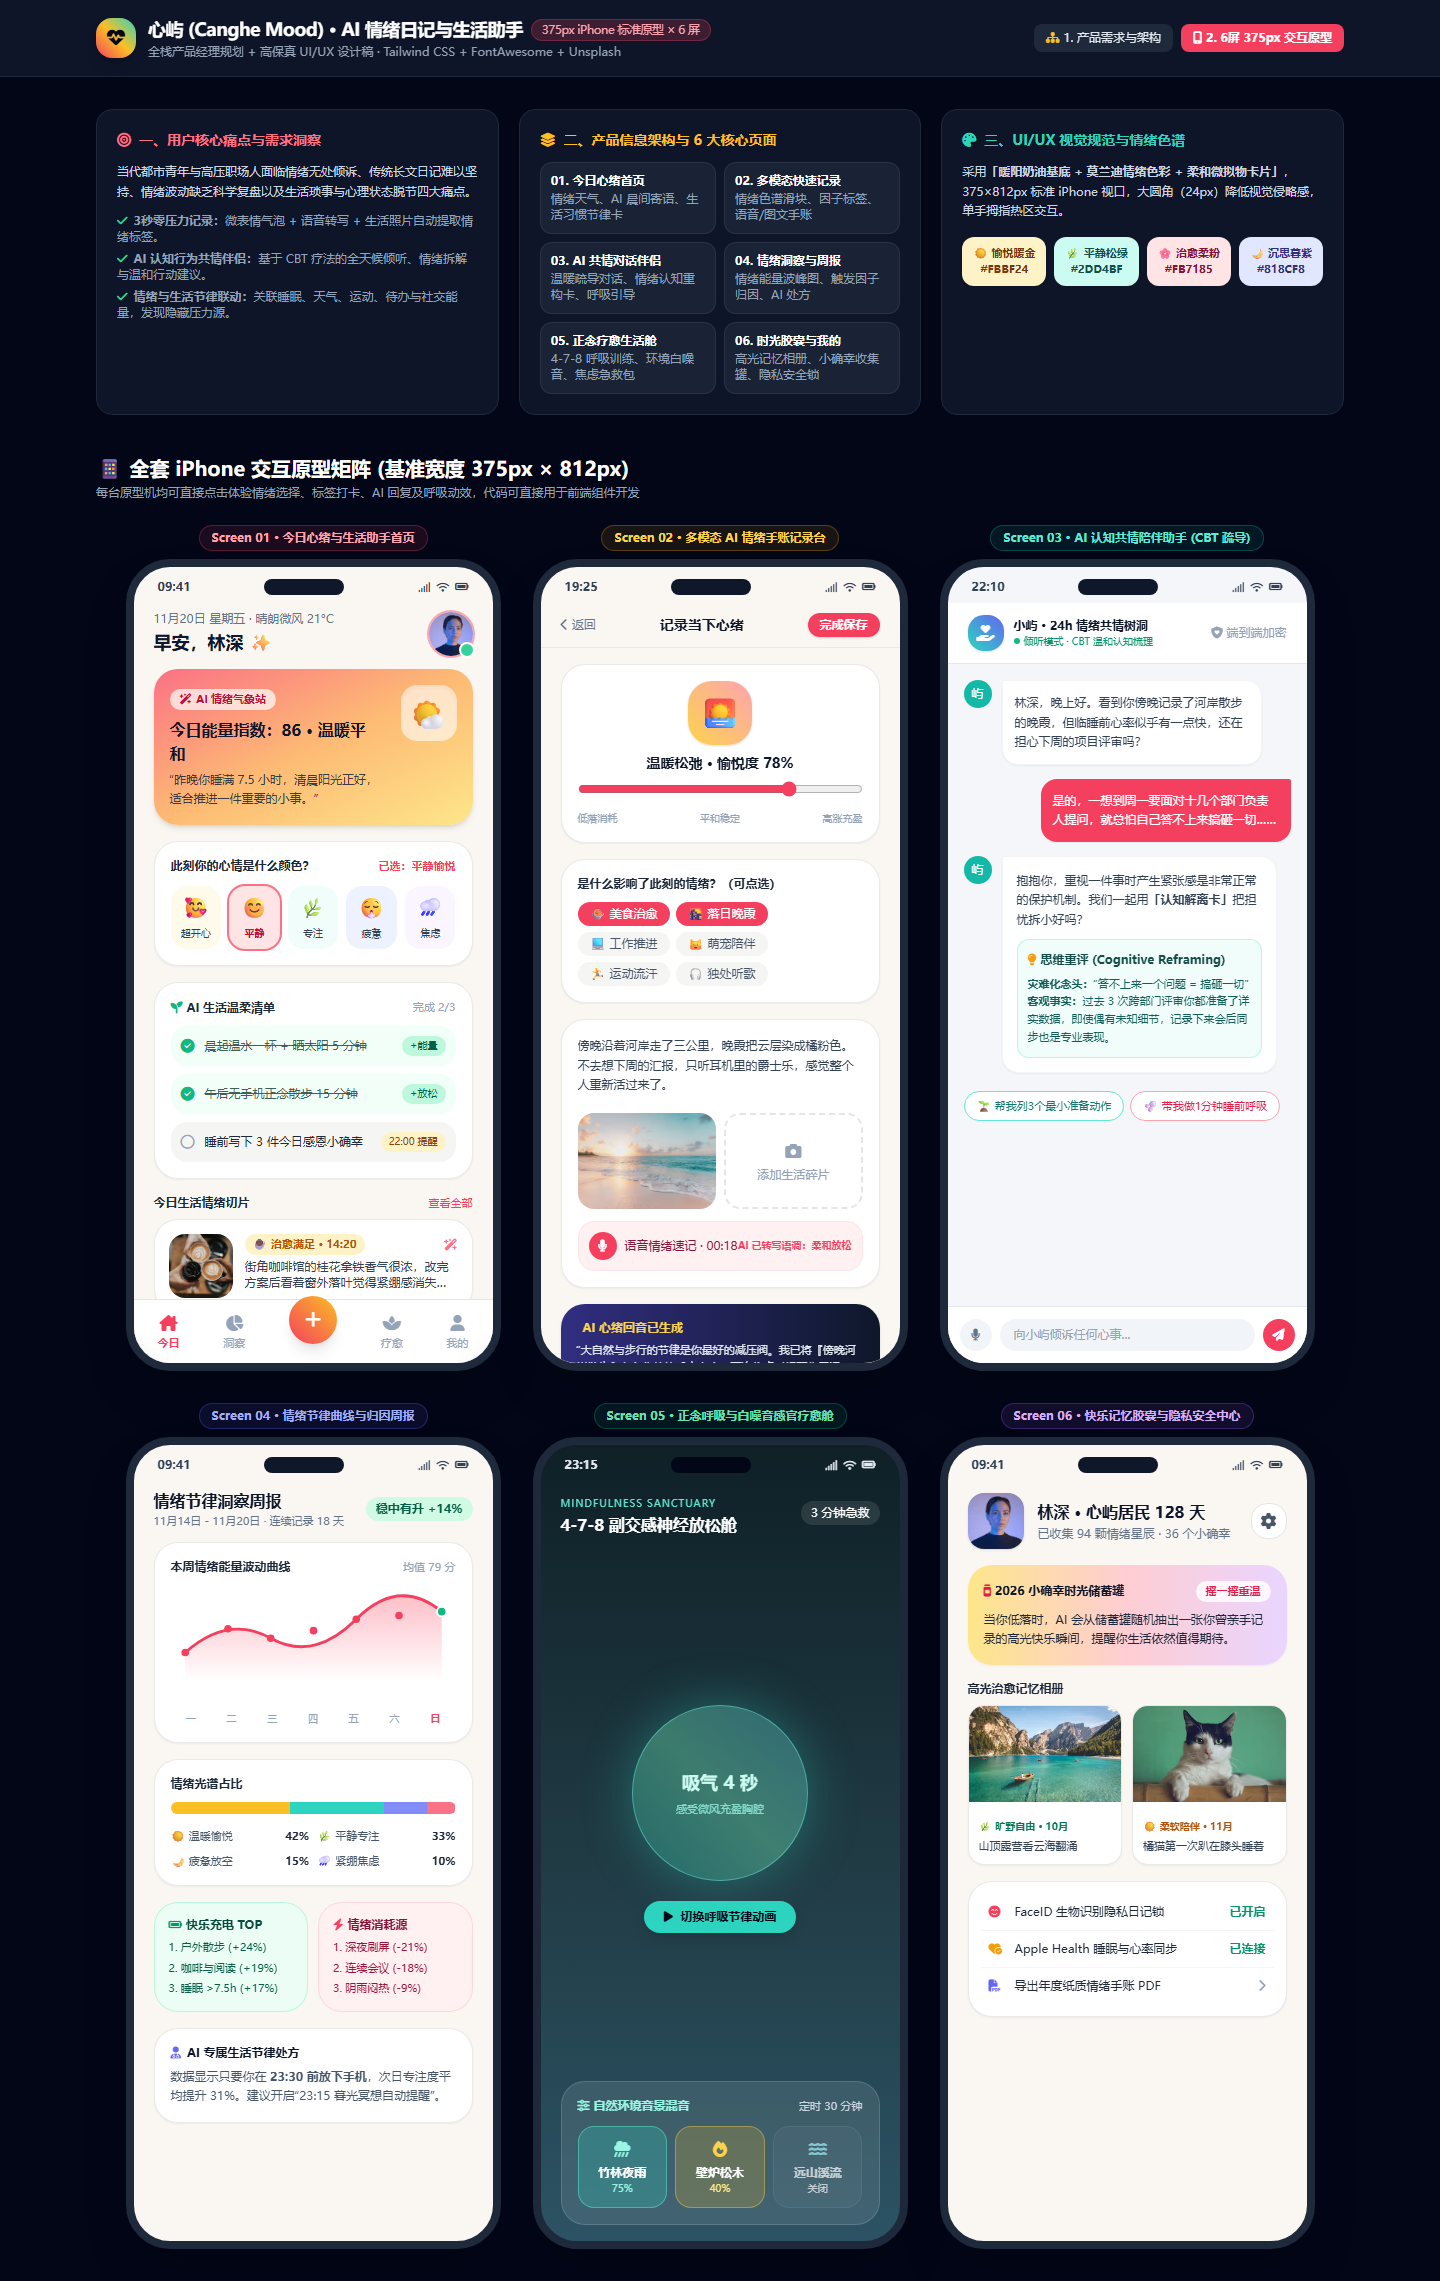 心屿 (Canghe Mood) • AI 情绪日记与生活助手
375px iPhone 标准原型 × 6 屏
全栈产品经理规划 + 高保真 UI/UX 设计稿 · Tailwind CSS + FontAwesome + Unsplash
1. 产品需求与架构
2. 6屏 375px 交互原型
一、用户核心痛点与需求洞察
当代都市青年与高压职场人面临情绪无处倾诉、传统长文日记难以坚
持、情绪波动缺乏科学复盘以及生活琐事与心理状态脱节四大痛点。
3秒零压力记录：微表情气泡 + 语音转写 + 生活照片自动提取情
绪标签。
AI 认知行为共情伴侣：基于 CBT 疗法的全天候倾听、情绪拆解
与温和行动建议。
情绪与生活节律联动：关联睡眠、天气、运动、待办与社交能
量，发现隐藏压力源。
二、产品信息架构与 6 大核心页面
01. 今日心绪首页
情绪天气、AI 晨间寄语、生
活习惯节律卡
02. 多模态快速记录
情绪色谱滑块、因子标签、
语音/图文手账
03. AI 共情对话伴侣
温暖疏导对话、情绪认知重
构卡、呼吸引导
04. 情绪洞察与周报
情绪能量波峰图、触发因子
归因、AI 处方
05. 正念疗愈生活舱
4-7-8 呼吸训练、环境白噪
音、焦虑急救包
06. 时光胶囊与我的
高光记忆相册、小确幸收集
罐、隐私安全锁
三、UI/UX 视觉规范与情绪色谱
采用「暖阳奶油基底 + 莫兰迪情绪色彩 + 柔和微拟物卡片」，
375×812px 标准 iPhone 视口，大圆角（24px）降低视觉侵略感，
单手拇指热区交互。
愉悦暖金
#FBBF24
平静松绿
#2DD4BF
治愈柔粉
#FB7185
沉思暮紫
#818CF8
全套 iPhone 交互原型矩阵 (基准宽度 375px × 812px)
每台原型机均可直接点击体验情绪选择、标签打卡、AI 回复及呼吸动效，代码可直接用于前端组件开发
Screen 01 • 今日心绪与生活助手首页
09:41
11月20日 星期五 · 晴朗微风 21°C
早安，林深 ✨
AI 情绪气象站
今日能量指数：86 • 温暖平
和
“昨晚你睡满 7.5 小时，清晨阳光正好，
适合推进一件重要的小事。”
此刻你的心情是什么颜色？
已选：平静愉悦
超开心
平静
专注
疲惫
焦虑
AI 生活温柔清单
完成 2/3
晨起温水一杯 + 晒太阳 5 分钟
+能量
午后无手机正念散步 15 分钟
+放松
睡前写下 3 件今日感恩小确幸
22:00 提醒
今日生活情绪切片
查看全部
治愈满足 • 14:20
街角咖啡馆的桂花拿铁香气很浓，改完
方案后看着窗外落叶觉得紧绷感消失...
今日
洞察
疗愈
我的
Screen 02 • 多模态 AI 情绪手账记录台
19:25
返回
记录当下心绪
完成保存
温暖松弛 • 愉悦度 78%
低落消耗
平和稳定
高涨充盈
是什么影响了此刻的情绪？（可点选）
美食治愈
落日晚霞
工作推进
萌宠陪伴
运动流汗
独处听歌
傍晚沿着河岸走了三公里，晚霞把云层染成橘粉色。
不去想下周的汇报，只听耳机里的爵士乐，感觉整个
人重新活过来了。
添加生活碎片
语音情绪速记 · 00:18
AI 已转写语调：柔和放松
AI 心绪回音已生成
“大自然与步行的节律是你最好的减压阀。我已将『傍晚河
Screen 03 • AI 认知共情陪伴助手 (CBT 疏导)
22:10
小屿 • 24h 情绪共情树洞
倾听模式 · CBT 温和认知梳理
端到端加密
屿
林深，晚上好。看到你傍晚记录了河岸散步
的晚霞，但临睡前心率似乎有一点快，还在
担心下周的项目评审吗？
是的，一想到周一要面对十几个部门负责
人提问，就总怕自己答不上来搞砸一切......
屿
抱抱你，重视一件事时产生紧张感是非常正常
的保护机制。我们一起用「认知解离卡」把担
忧拆小好吗？
思维重评 (Cognitive Reframing)
灾难化念头：“答不上来一个问题 = 搞砸一切”
客观事实：过去 3 次跨部门评审你都准备了详
实数据，即使偶有未知细节，记录下来会后同
步也是专业表现。
帮我列3个最小准备动作
带我做1分钟睡前呼吸
向小屿倾诉任何心事...
Screen 04 • 情绪节律曲线与归因周报
09:41
情绪节律洞察周报
11月14日 - 11月20日 · 连续记录 18 天
稳中有升 +14%
本周情绪能量波动曲线
均值 79 分
一
二
三
四
五
六
日
情绪光谱占比
温暖愉悦
42%
平静专注
33%
疲惫放空
15%
紧绷焦虑
10%
快乐充电 TOP
1. 户外散步 (+24%)
2. 咖啡与阅读 (+19%)
3. 睡眠 >7.5h (+17%)
情绪消耗源
1. 深夜刷屏 (-21%)
2. 连续会议 (-18%)
3. 阴雨闷热 (-9%)
AI 专属生活节律处方
数据显示只要你在 23:30 前放下手机，次日专注度平
均提升 31%。建议开启“23:15 暮光冥想自动提醒”。
Screen 05 • 正念呼吸与白噪音感官疗愈舱
23:15
MINDFULNESS SANCTUARY
4-7-8 副交感神经放松舱
3 分钟急救
吸气 4 秒
感受微风充盈胸腔
切换呼吸节律动画
自然环境音景混音
定时 30 分钟
竹林夜雨
75%
壁炉松木
40%
远山溪流
关闭
Screen 06 • 快乐记忆胶囊与隐私安全中心
09:41
林深 • 心屿居民 128 天
已收集 94 颗情绪星辰 · 36 个小确幸
2026 小确幸时光储蓄罐
摇一摇重温
当你低落时，AI 会从储蓄罐随机抽出一张你曾亲手记
录的高光快乐瞬间，提醒你生活依然值得期待。
高光治愈记忆相册
旷野自由 • 10月
山顶露营看云海翻涌
柔软陪伴 • 11月
橘猫第一次趴在膝头睡着
FaceID 生物识别隐私日记锁
已开启
Apple Health 睡眠与心率同步
已连接
导出年度纸质情绪手账 PDF